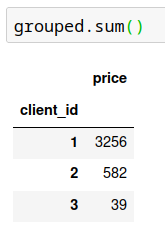 grouped.sum()
price
client_id
1 3256
2 582
3 39